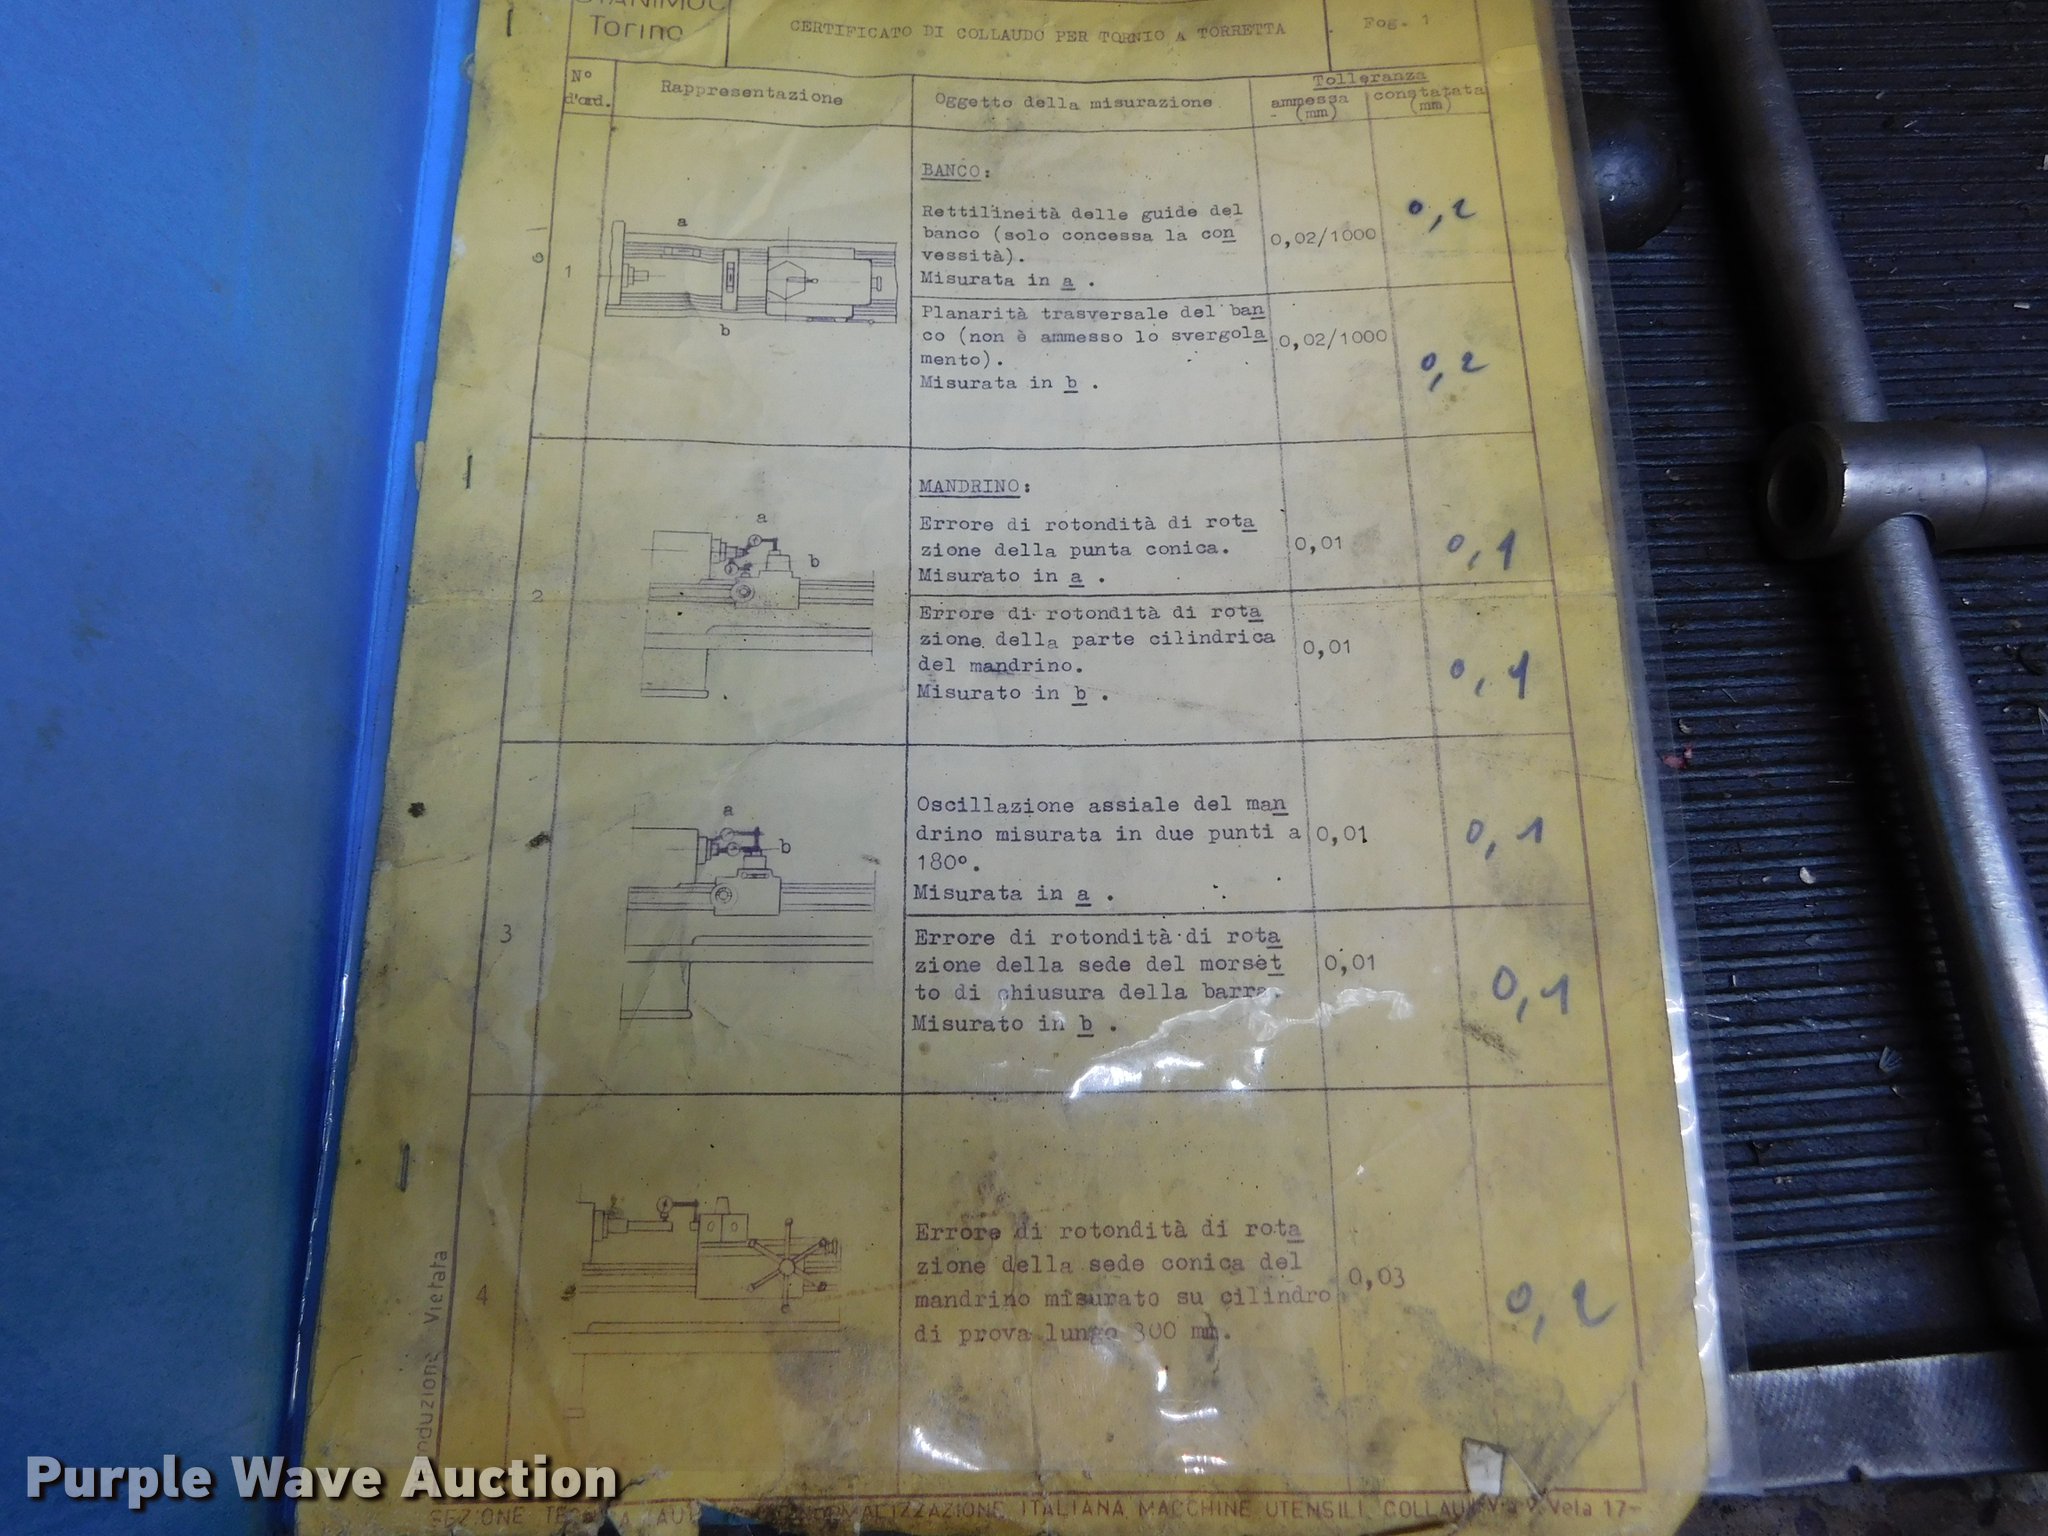 Torino
CERTIFICATO DI COLLAUDO PER TORNIO A TORRETTA
Fog. 1
N° d'ord.
Rappresentazione
Oggetto della misurazione
Tolleranza
ammessa (mm)
constatata (mm)
1
a
b
BANCO:
Rettilineità delle guide del
banco (solo concessa la con
vessità).
Misurata in a .
0,02/1000
0,2
Planarità trasversale del ban
co (non è ammesso lo svergola
mento).
Misurata in b .
0,02/1000
0,2
2
a
b
MANDRINO:
Errore di rotondità di rota
zione della punta conica.
Misurato in a .
0,01
0,1
Errore di rotondità di rota
zione della parte cilindrica
del mandrino.
Misurato in b .
0,01
0,1
3
a
b
Oscillazione assiale del man
drino misurata in due punti a
180°.
Misurata in a .
0,01
0,1
Errore di rotondità di rota
zione della sede del morset
to di chiusura della barra.
Misurato in b .
0,01
0,1
4
Errore di rotondità di rota
zione della sede conica del
mandrino misurato su cilindro
di prova lungo 300 mm.
0,03
0,2
Vietata
ITALIANA MACCHINE UTENSILI Vela 17-
Purple Wave Auction